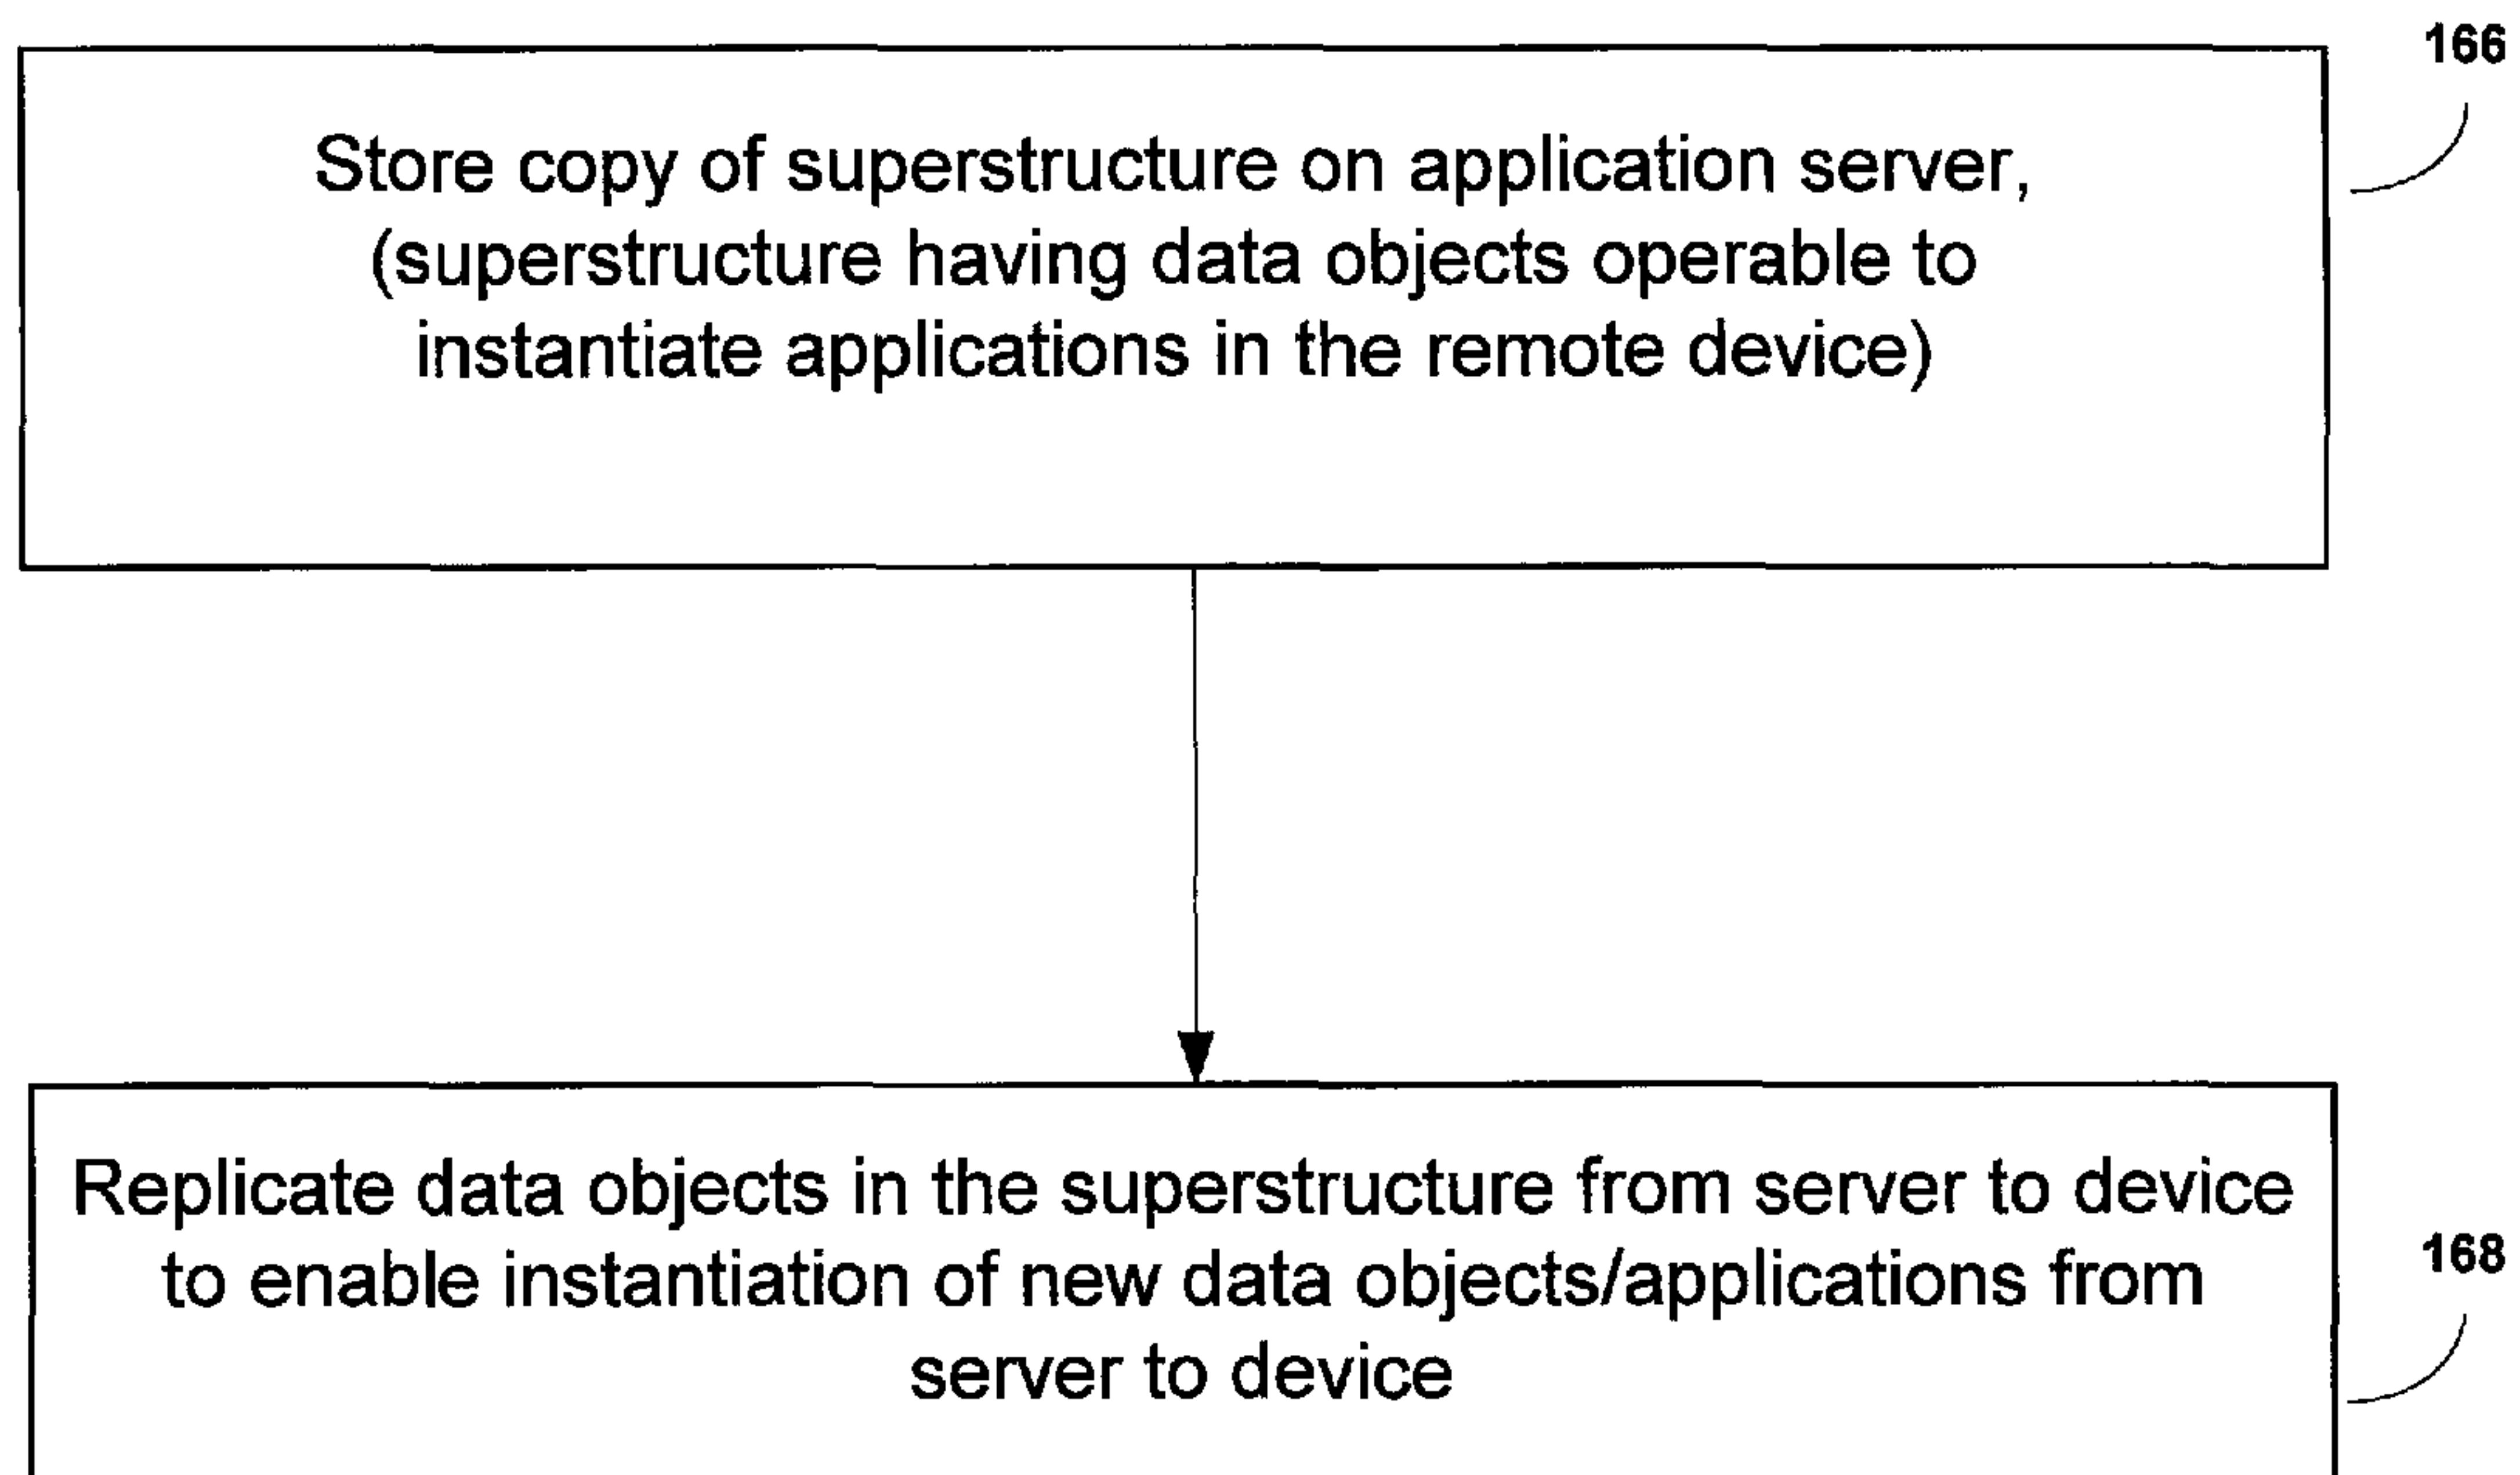 166
Store copy of superstructure on application server,
(superstructure having data objects operable to
instantiate applications in the remote device)
Replicate data objects in the superstructure from server to device
to enable instantiation of new data objects/applications from
server to device
168